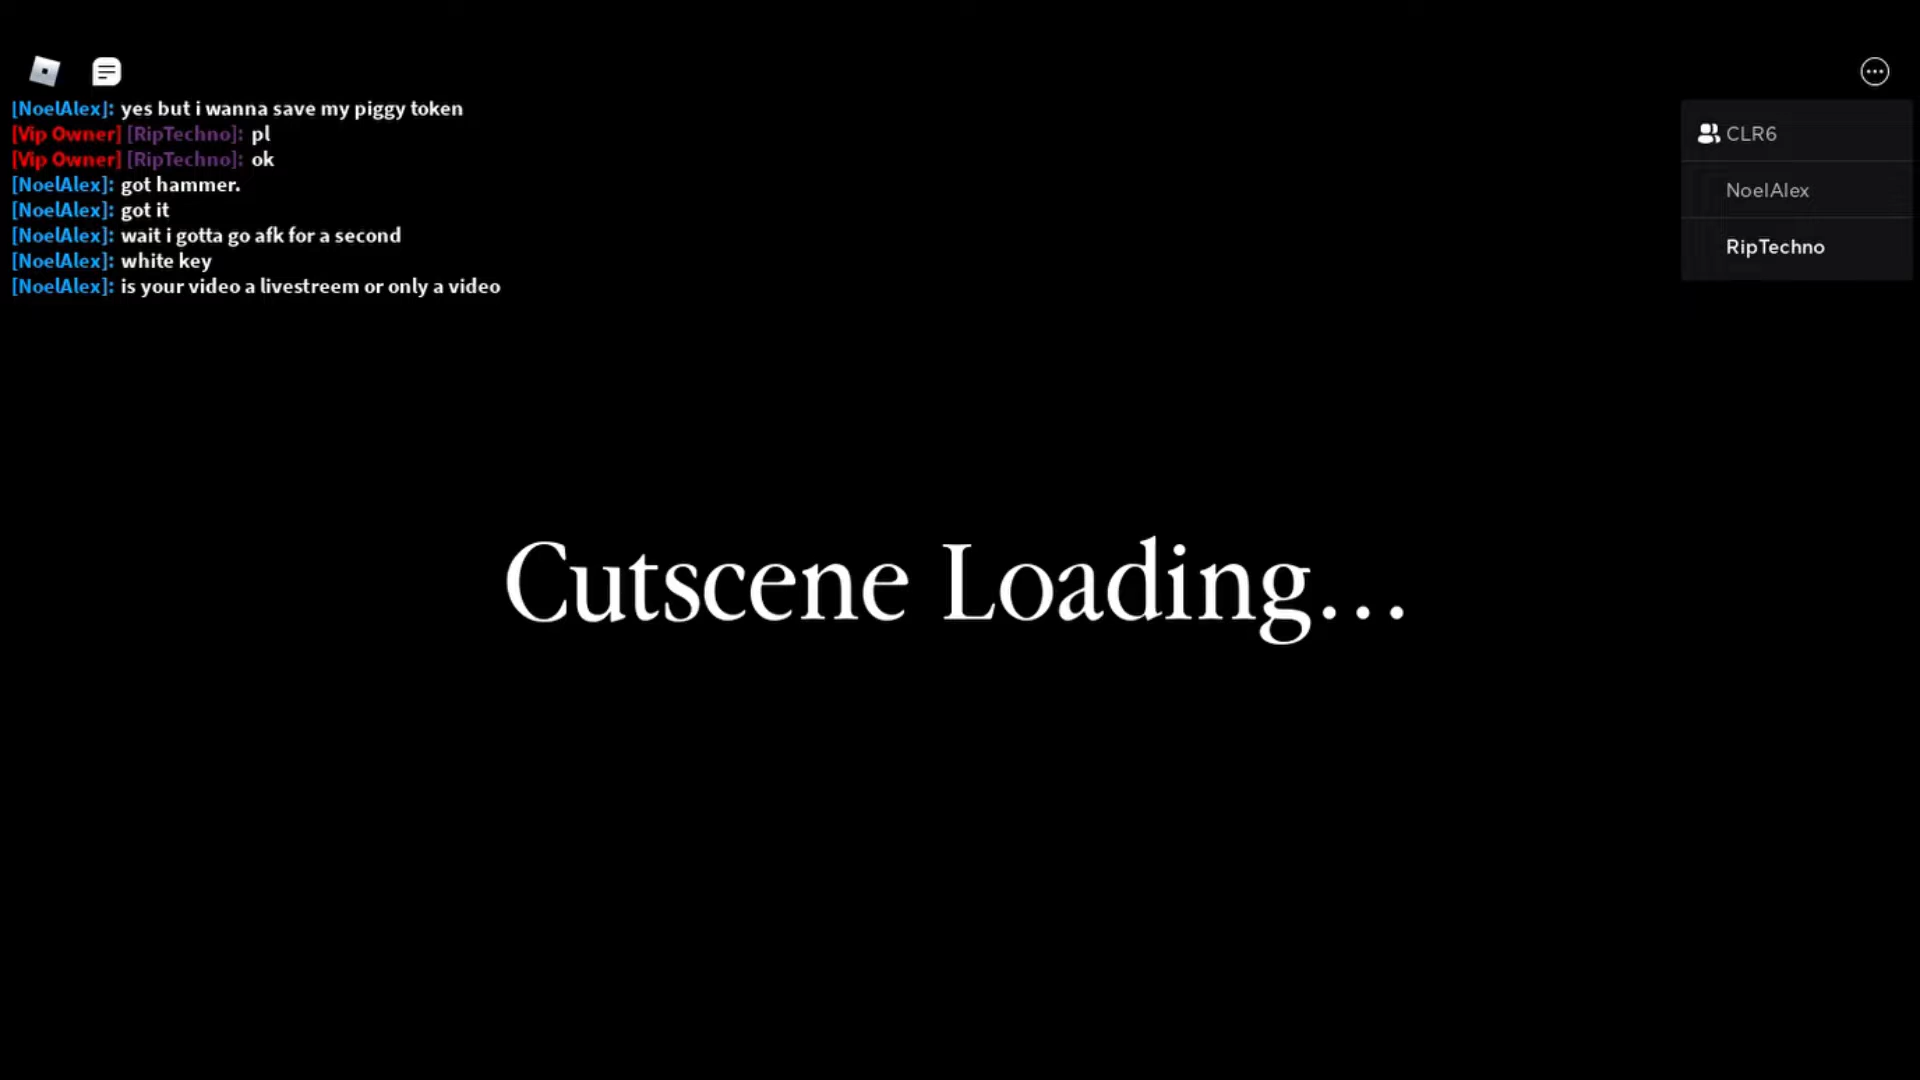 [NoelAlex]: yes but i wanna save my piggy token
[Vip Owner] [RipTechno]: pl
[Vip Owner] [RipTechno]: ok
[NoelAlex]: got hammer.
[NoelAlex]: got it
[NoelAlex]: wait i gotta go afk for a second
[NoelAlex]: white key
[NoelAlex]: is your video a livestreem or only a video
CLR6
NoelAlex
RipTechno
Cutscene Loading...